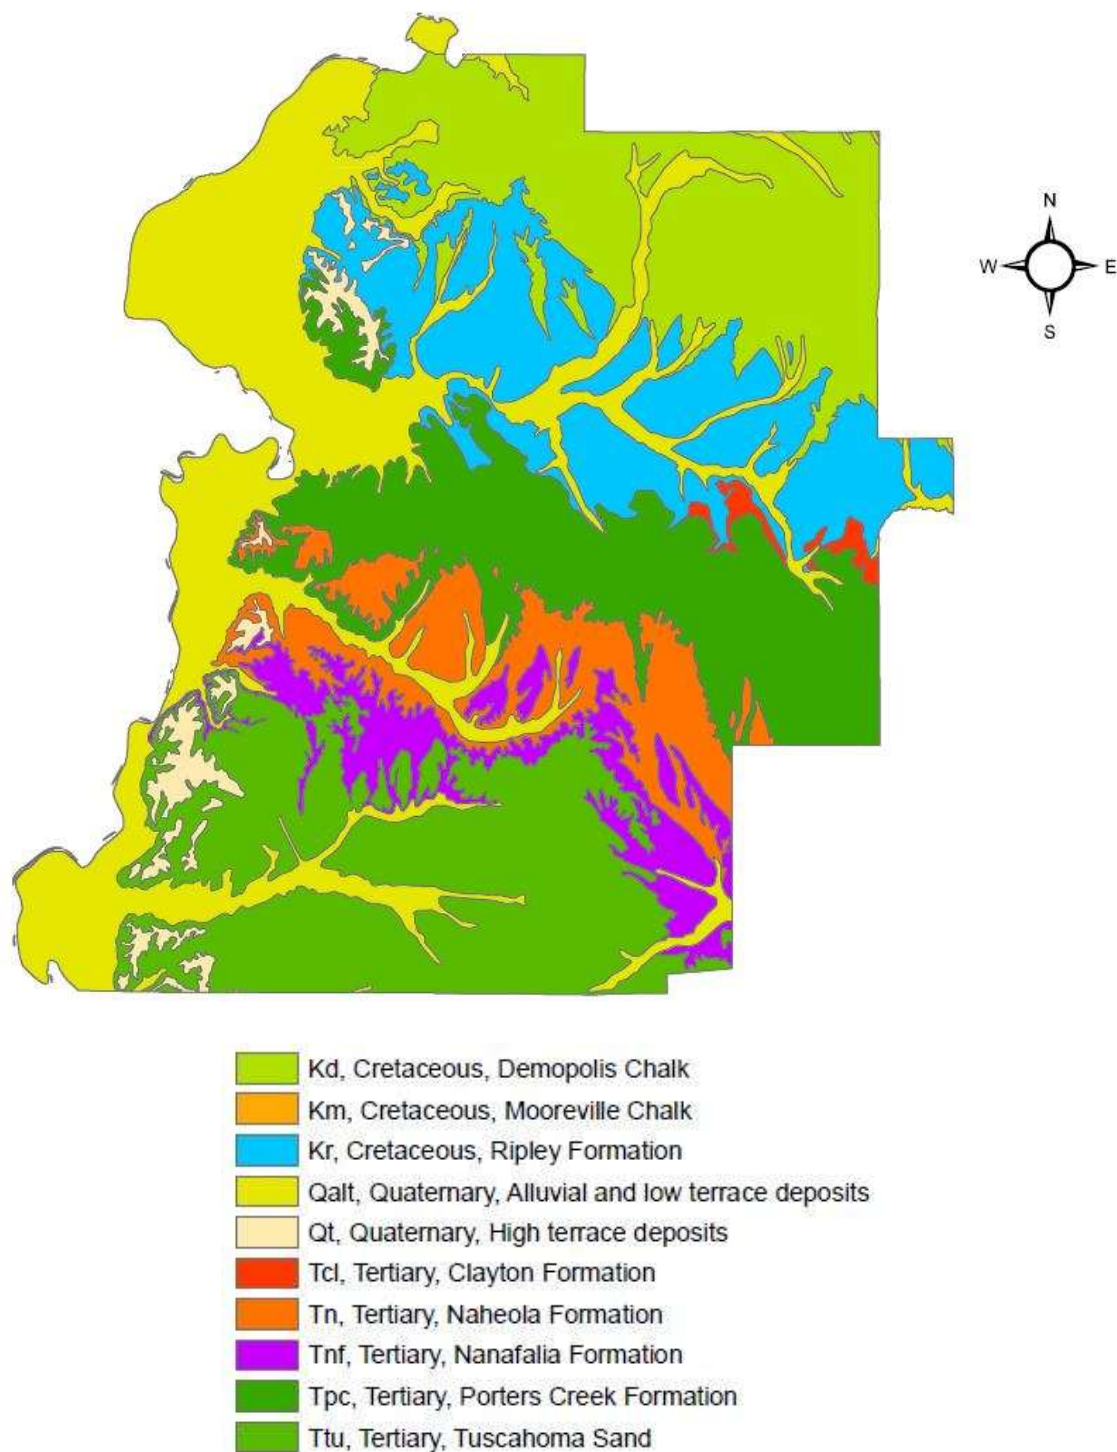 N
W E
S
Kd, Cretaceous, Demopolis Chalk
Km, Cretaceous, Mooreville Chalk
Kr, Cretaceous, Ripley Formation
Qalt, Quaternary, Alluvial and low terrace deposits
Qt, Quaternary, High terrace deposits
Tcl, Tertiary, Clayton Formation
Tn, Tertiary, Naheola Formation
Tnf, Tertiary, Nanafalia Formation
Tpc, Tertiary, Porters Creek Formation
Ttu, Tertiary, Tuscahoma Sand